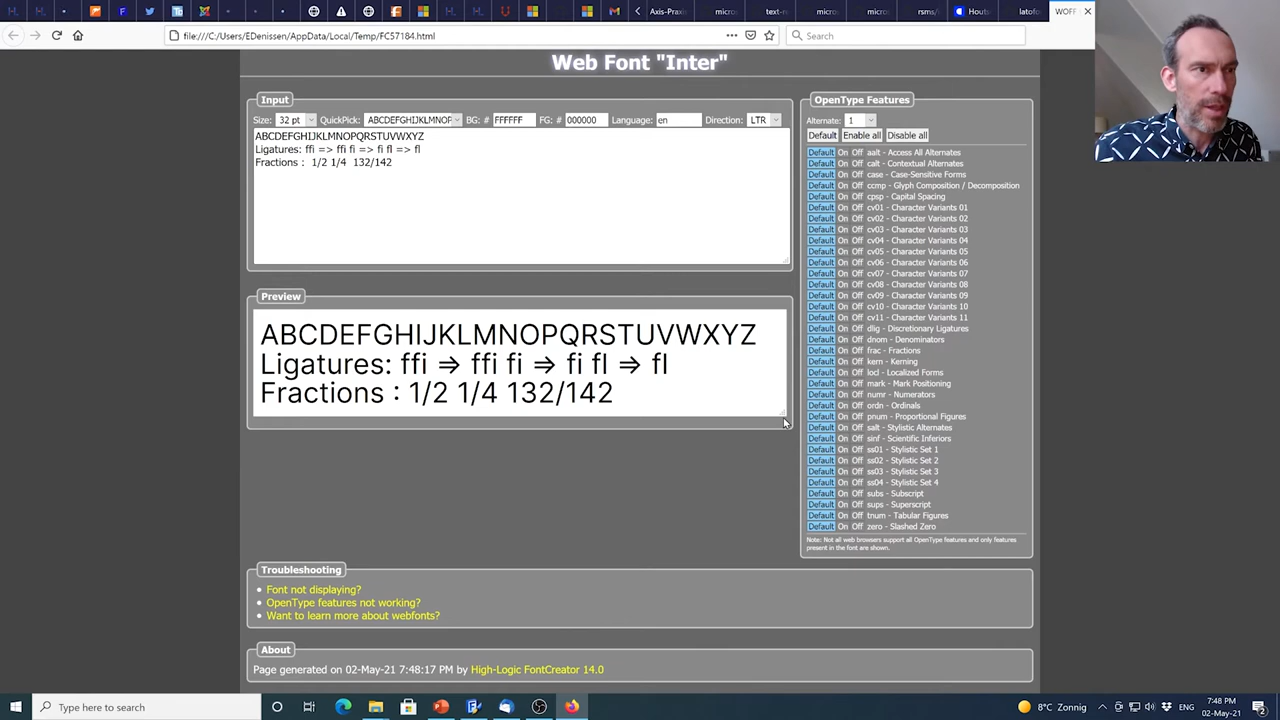 Axis-Prax
micro
text-m
micro
micro
rsms/i
Hoots
latofo
WOFF
file:///C:/Users/EDenissen/AppData/Local/Temp/FC57184.html
Search
Web Font "Inter"
Input
Size: 32 pt QuickPick: ABCDEFGHIJKLMNOP BG: # FFFFFF FG: # 000000 Language: en Direction: LTR
ABCDEFGHIJKLMNOPQRSTUVWXYZ
Ligatures: ffi => ffi fi => fi fl => fl
Fractions : 1/2 1/4 132/142
Preview
ABCDEFGHIJKLMNOPQRSTUVWXYZ
Ligatures: ffi => ffi fi => fi fl => fl
Fractions : 1/2 1/4 132/142
OpenType Features
Alternate: 1
Default Enable all Disable all
Default On Off aalt - Access All Alternates
Default On Off calt - Contextual Alternates
Default On Off case - Case-Sensitive Forms
Default On Off ccmp - Glyph Composition / Decomposition
Default On Off cpsp - Capital Spacing
Default On Off cv01 - Character Variants 01
Default On Off cv02 - Character Variants 02
Default On Off cv03 - Character Variants 03
Default On Off cv04 - Character Variants 04
Default On Off cv05 - Character Variants 05
Default On Off cv06 - Character Variants 06
Default On Off cv07 - Character Variants 07
Default On Off cv08 - Character Variants 08
Default On Off cv09 - Character Variants 09
Default On Off cv10 - Character Variants 10
Default On Off cv11 - Character Variants 11
Default On Off dlig - Discretionary Ligatures
Default On Off dnom - Denominators
Default On Off frac - Fractions
Default On Off kern - Kerning
Default On Off locl - Localized Forms
Default On Off mark - Mark Positioning
Default On Off numr - Numerators
Default On Off ordn - Ordinals
Default On Off pnum - Proportional Figures
Default On Off salt - Stylistic Alternates
Default On Off sinf - Scientific Inferiors
Default On Off ss01 - Stylistic Set 1
Default On Off ss02 - Stylistic Set 2
Default On Off ss03 - Stylistic Set 3
Default On Off ss04 - Stylistic Set 4
Default On Off subs - Subscript
Default On Off sups - Superscript
Default On Off tnum - Tabular Figures
Default On Off zero - Slashed Zero
Note: Not all web browsers support all OpenType features and only features
present in the font are shown.
Troubleshooting
Font not displaying?
OpenType features not working?
Want to learn more about webfonts?
About
Page generated on 02-May-21 7:48:17 PM by High-Logic FontCreator 14.0
Type here to search
8°C Zonnig
ENG
7:48 PM
02-May-21